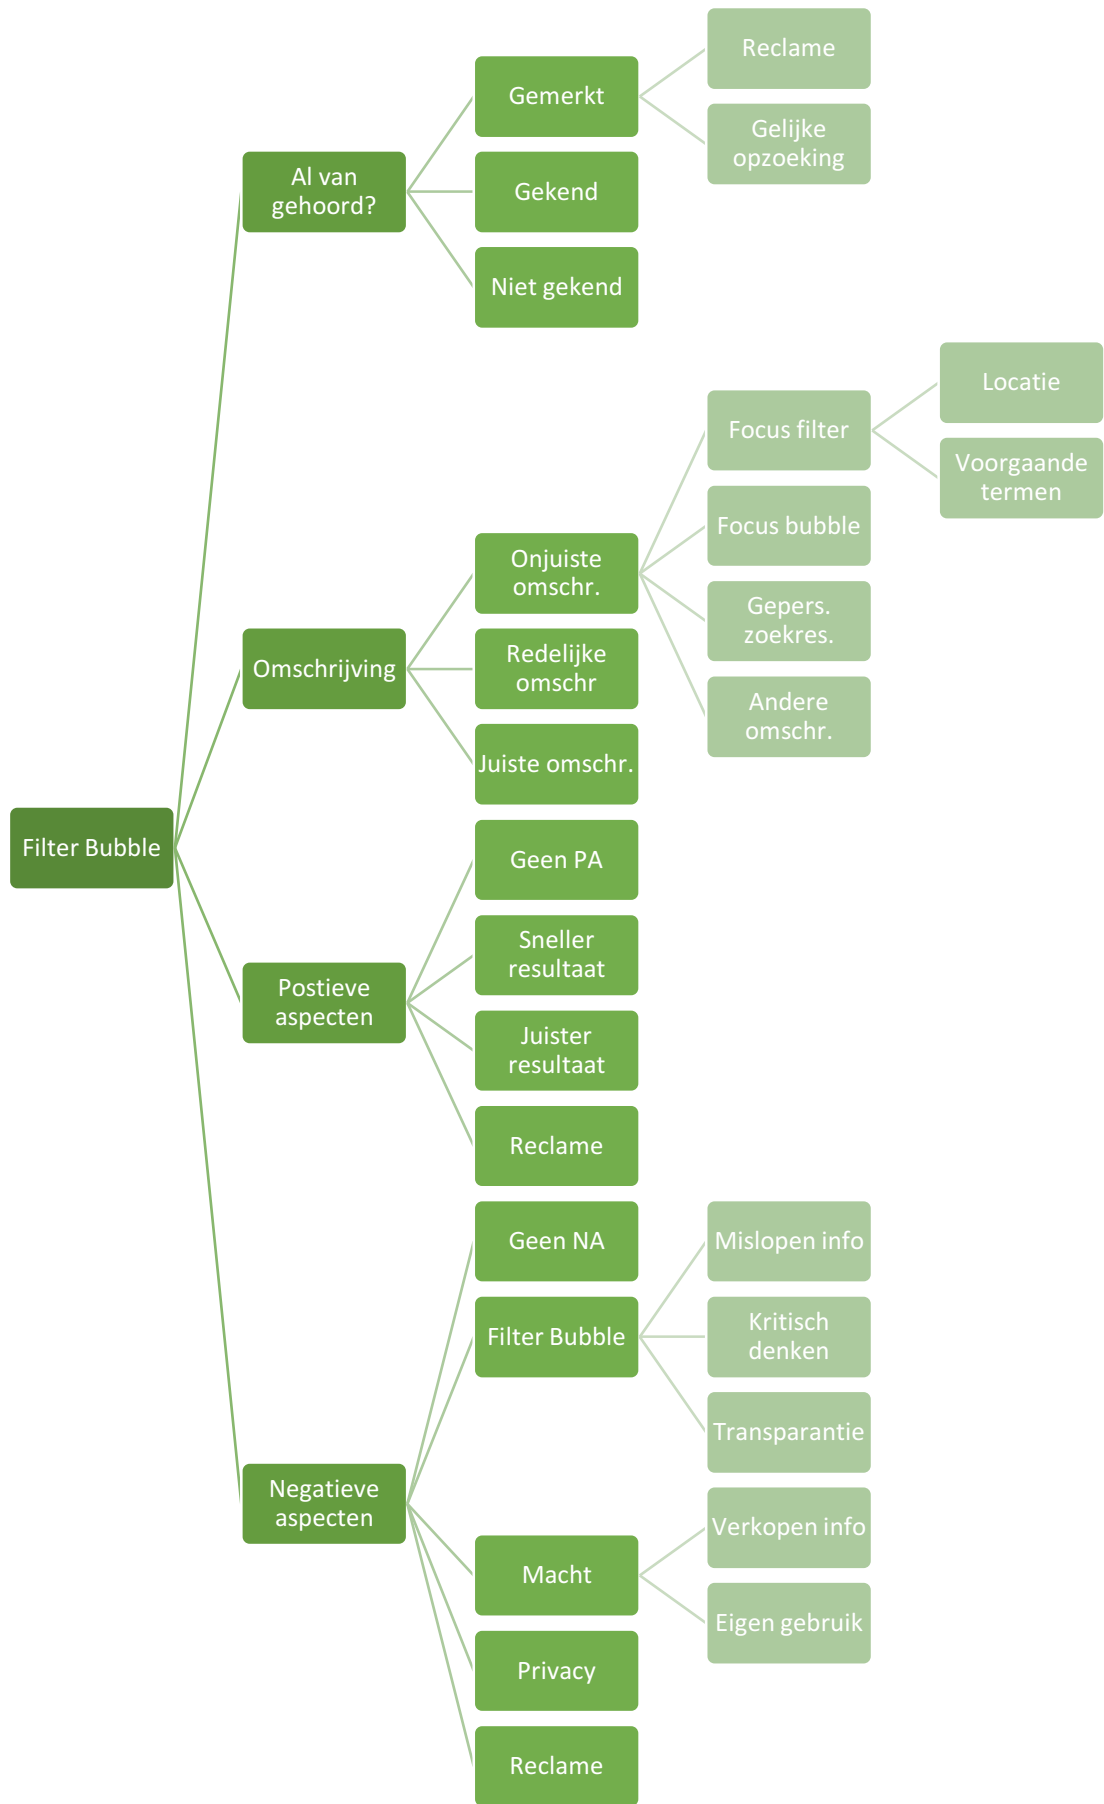 Filter Bubble
Al van
gehoord?
Gemerkt
Reclame
Gelijke
opzoeking
Gekend
Niet gekend
Omschrijving
Onjuiste
omschr.
Focus filter
Locatie
Voorgaande
termen
Focus bubble
Gepers.
zoekres.
Andere
omschr.
Redelijke
omschr
Juiste omschr.
Postieve
aspecten
Geen PA
Sneller
resultaat
Juister
resultaat
Reclame
Negatieve
aspecten
Geen NA
Filter Bubble
Mislopen info
Kritisch
denken
Transparantie
Macht
Verkopen info
Eigen gebruik
Privacy
Reclame